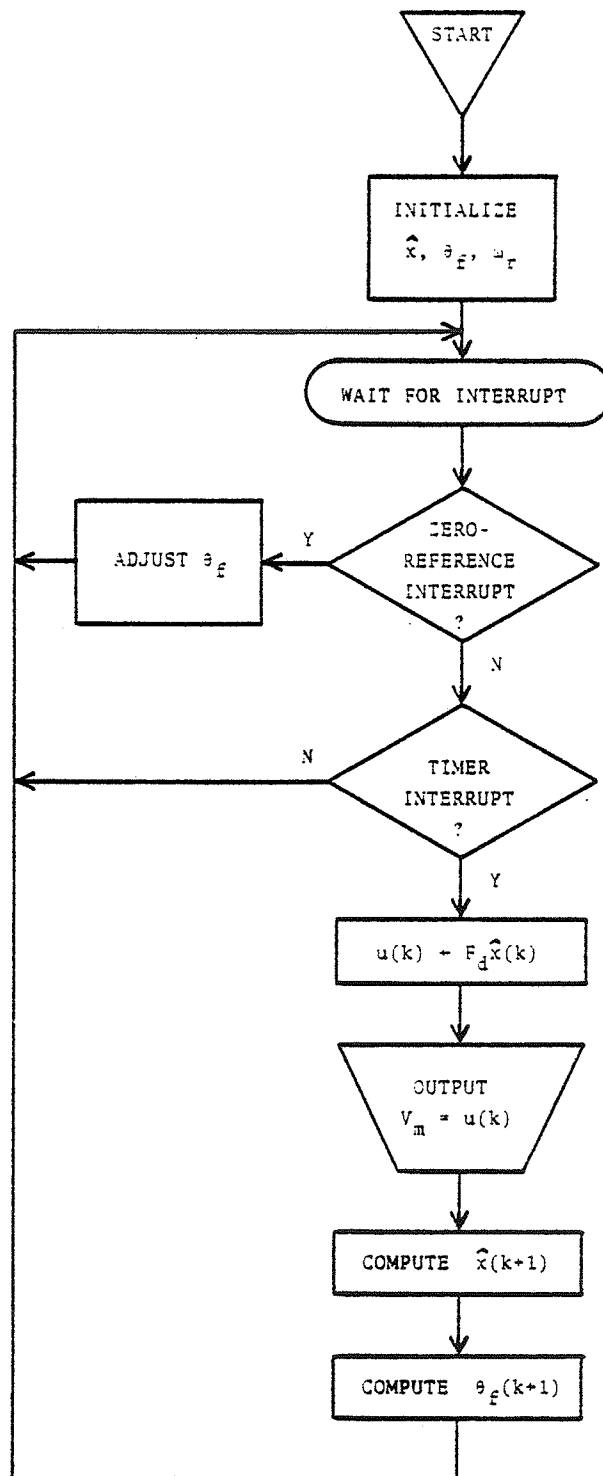 START
INITIALIZE
x̂, θ_f, ω_r
WAIT FOR INTERRUPT
ZERO-
REFERENCE
INTERRUPT
?
Y
ADJUST θ_f
N
TIMER
INTERRUPT
?
N
Y
u(k) ← F_d x̂(k)
OUTPUT
V_m = u(k)
COMPUTE x̂(k+1)
COMPUTE θ_f(k+1)